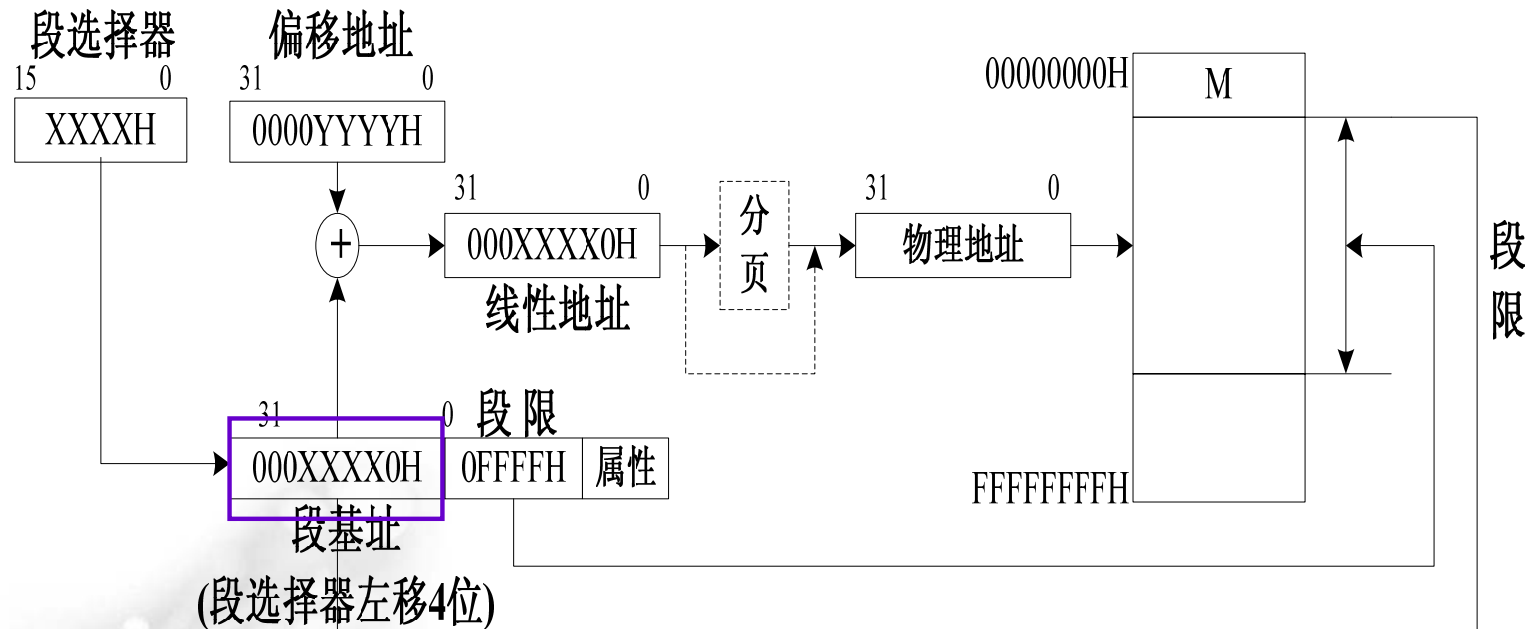 段选择器
15 0
XXXXH
偏移地址
31 0
0000YYYYH
+
31 0
000XXXX0H
线性地址
分
页
31 0
物理地址
00000000H
M
FFFFFFFFH
段
限
31 0
段 限
000XXXX0H
0FFFFH
属性
段基址
(段选择器左移4位)